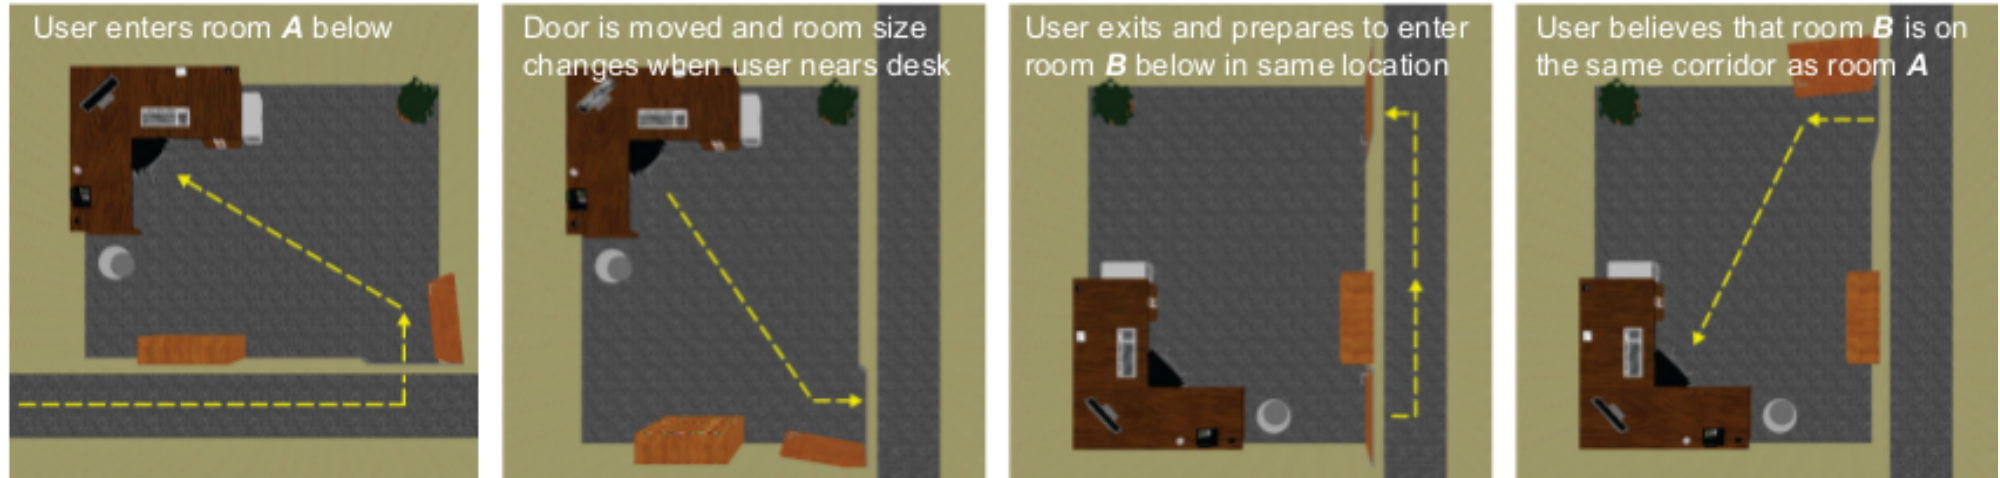 User enters room A below
Door is moved and room size
changes when user nears desk
User exits and prepares to enter
room B below in same location
User believes that room B is on
the same corridor as room A